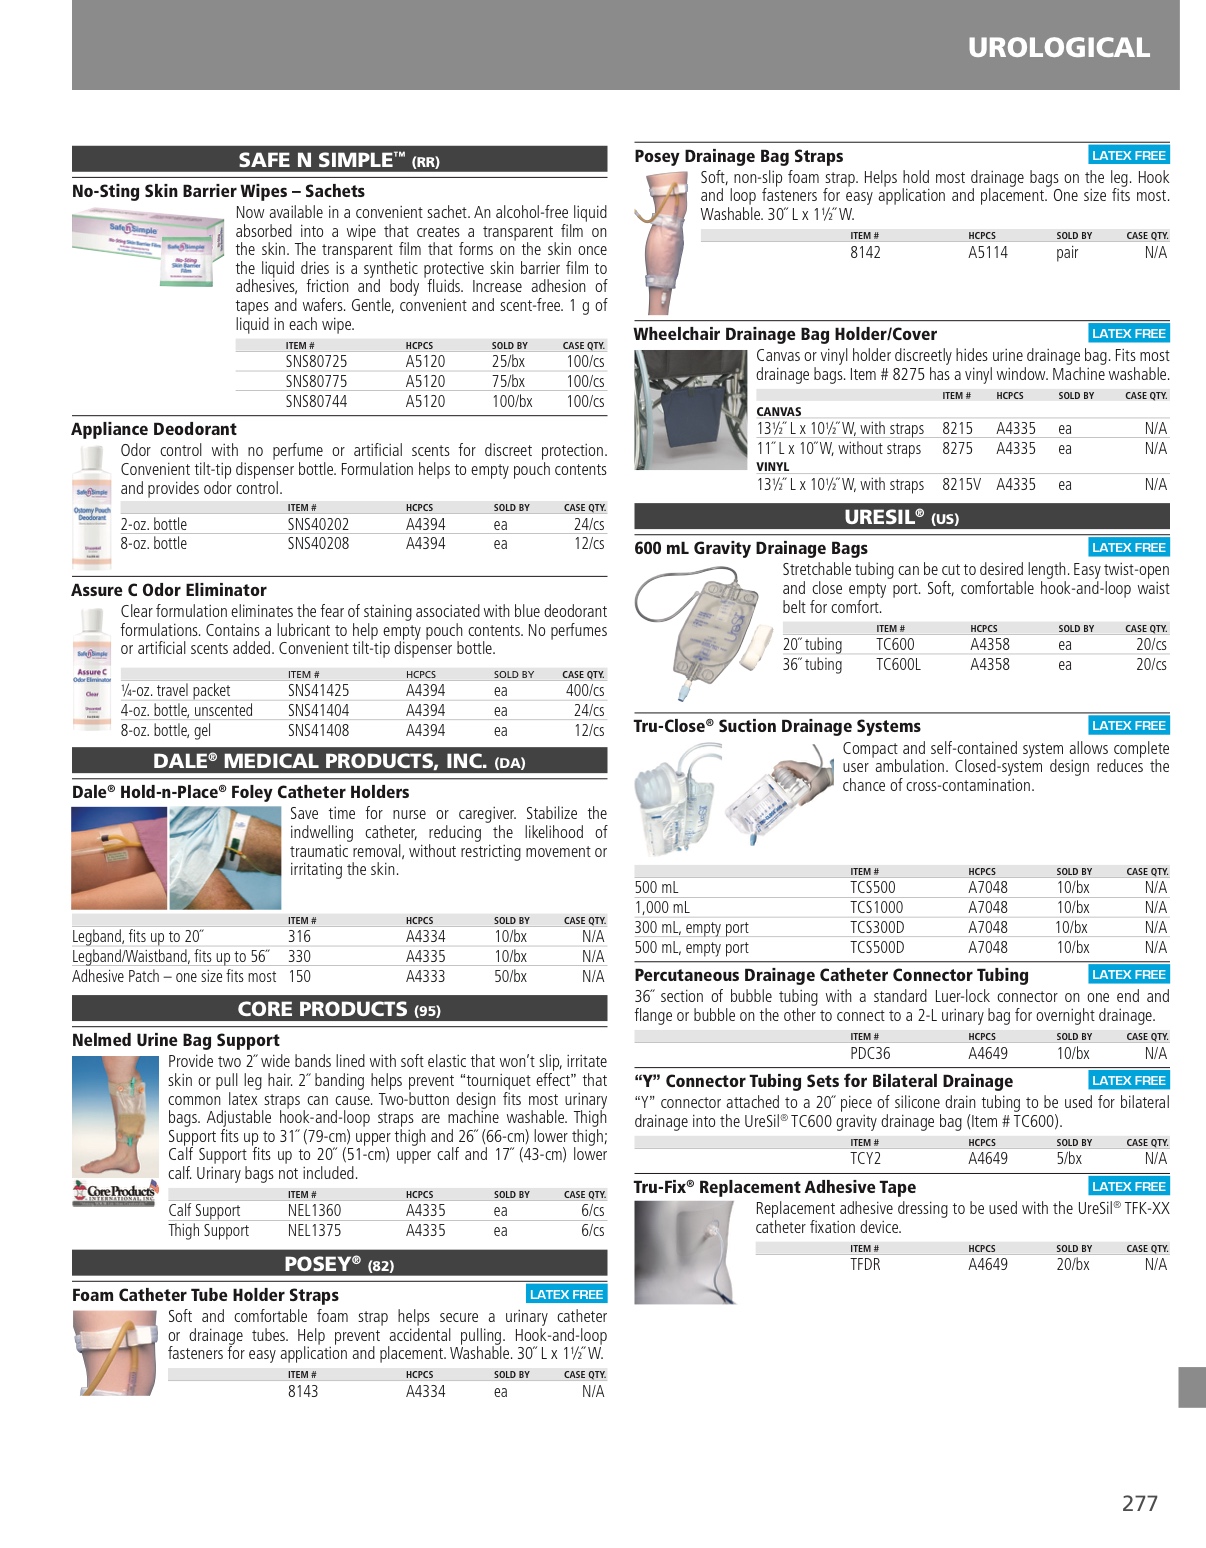 UROLOGICAL
SAFE N SIMPLE™ (RR)
No-Sting Skin Barrier Wipes – Sachets
Now available in a convenient sachet. An alcohol-free liquid
absorbed into a wipe that creates a transparent film on
the skin. The transparent film that forms on the skin once
the liquid dries is a synthetic protective skin barrier film to
adhesives, friction and body fluids. Increase adhesion of
tapes and wafers. Gentle, convenient and scent-free. 1 g of
liquid in each wipe.
ITEM # HCPCS SOLD BY CASE QTY.
SNS80725 A5120 25/bx 100/cs
SNS80775 A5120 75/bx 100/cs
SNS80744 A5120 100/bx 100/cs
Appliance Deodorant
Odor control with no perfume or artificial scents for discreet protection.
Convenient tilt-tip dispenser bottle. Formulation helps to empty pouch contents
and provides odor control.
ITEM # HCPCS SOLD BY CASE QTY.
2-oz. bottle SNS40202 A4394 ea 24/cs
8-oz. bottle SNS40208 A4394 ea 12/cs
Assure C Odor Eliminator
Clear formulation eliminates the fear of staining associated with blue deodorant
formulations. Contains a lubricant to help empty pouch contents. No perfumes
or artificial scents added. Convenient tilt-tip dispenser bottle.
ITEM # HCPCS SOLD BY CASE QTY.
¼-oz. travel packet SNS41425 A4394 ea 400/cs
4-oz. bottle, unscented SNS41404 A4394 ea 24/cs
8-oz. bottle, gel SNS41408 A4394 ea 12/cs
DALE® MEDICAL PRODUCTS, INC. (DA)
Dale® Hold-n-Place® Foley Catheter Holders
Save time for nurse or caregiver. Stabilize the
indwelling catheter, reducing the likelihood of
traumatic removal, without restricting movement or
irritating the skin.
ITEM # HCPCS SOLD BY CASE QTY.
Legband, fits up to 20˝ 316 A4334 10/bx N/A
Legband/Waistband, fits up to 56˝ 330 A4335 10/bx N/A
Adhesive Patch – one size fits most 150 A4333 50/bx N/A
CORE PRODUCTS (95)
Nelmed Urine Bag Support
Provide two 2˝ wide bands lined with soft elastic that won’t slip, irritate
skin or pull leg hair. 2˝ banding helps prevent “tourniquet effect” that
common latex straps can cause. Two-button design fits most urinary
bags. Adjustable hook-and-loop straps are machine washable. Thigh
Support fits up to 31˝ (79-cm) upper thigh and 26˝ (66-cm) lower thigh;
Calf Support fits up to 20˝ (51-cm) upper calf and 17˝ (43-cm) lower
calf. Urinary bags not included.
Core Products
INTERNATIONAL, INC.
ITEM # HCPCS SOLD BY CASE QTY.
Calf Support NEL1360 A4335 ea 6/cs
Thigh Support NEL1375 A4335 ea 6/cs
POSEY® (82)
Foam Catheter Tube Holder Straps LATEX FREE
Soft and comfortable foam strap helps secure a urinary catheter
or drainage tubes. Help prevent accidental pulling. Hook-and-loop
fasteners for easy application and placement. Washable. 30˝ L x 1½˝ W.
ITEM # HCPCS SOLD BY CASE QTY.
8143 A4334 ea N/A
Posey Drainage Bag Straps LATEX FREE
Soft, non-slip foam strap. Helps hold most drainage bags on the leg. Hook
and loop fasteners for easy application and placement. One size fits most.
Washable. 30˝ L x 1½˝ W.
ITEM # HCPCS SOLD BY CASE QTY.
8142 A5114 pair N/A
Wheelchair Drainage Bag Holder/Cover LATEX FREE
Canvas or vinyl holder discreetly hides urine drainage bag. Fits most
drainage bags. Item # 8275 has a vinyl window. Machine washable.
ITEM # HCPCS SOLD BY CASE QTY.
CANVAS
13½˝ L x 10½˝ W, with straps 8215 A4335 ea N/A
11˝ L x 10˝ W, without straps 8275 A4335 ea N/A
VINYL
13½˝ L x 10½˝ W, with straps 8215V A4335 ea N/A
URESIL® (US)
600 mL Gravity Drainage Bags LATEX FREE
Stretchable tubing can be cut to desired length. Easy twist-open
and close empty port. Soft, comfortable hook-and-loop waist
belt for comfort.
ITEM # HCPCS SOLD BY CASE QTY.
20˝ tubing TC600 A4358 ea 20/cs
36˝ tubing TC600L A4358 ea 20/cs
Tru-Close® Suction Drainage Systems LATEX FREE
Compact and self-contained system allows complete
user ambulation. Closed-system design reduces the
chance of cross-contamination.
ITEM # HCPCS SOLD BY CASE QTY.
500 mL TCS500 A7048 10/bx N/A
1,000 mL TCS1000 A7048 10/bx N/A
300 mL, empty port TCS300D A7048 10/bx N/A
500 mL, empty port TCS500D A7048 10/bx N/A
Percutaneous Drainage Catheter Connector Tubing LATEX FREE
36˝ section of bubble tubing with a standard Luer-lock connector on one end and
flange or bubble on the other to connect to a 2-L urinary bag for overnight drainage.
ITEM # HCPCS SOLD BY CASE QTY.
PDC36 A4649 10/bx N/A
“Y” Connector Tubing Sets for Bilateral Drainage LATEX FREE
“Y” connector attached to a 20˝ piece of silicone drain tubing to be used for bilateral
drainage into the UreSil® TC600 gravity drainage bag (Item # TC600).
ITEM # HCPCS SOLD BY CASE QTY.
TCY2 A4649 5/bx N/A
Tru-Fix® Replacement Adhesive Tape LATEX FREE
Replacement adhesive dressing to be used with the UreSil® TFK-XX
catheter fixation device.
ITEM # HCPCS SOLD BY CASE QTY.
TFDR A4649 20/bx N/A
277